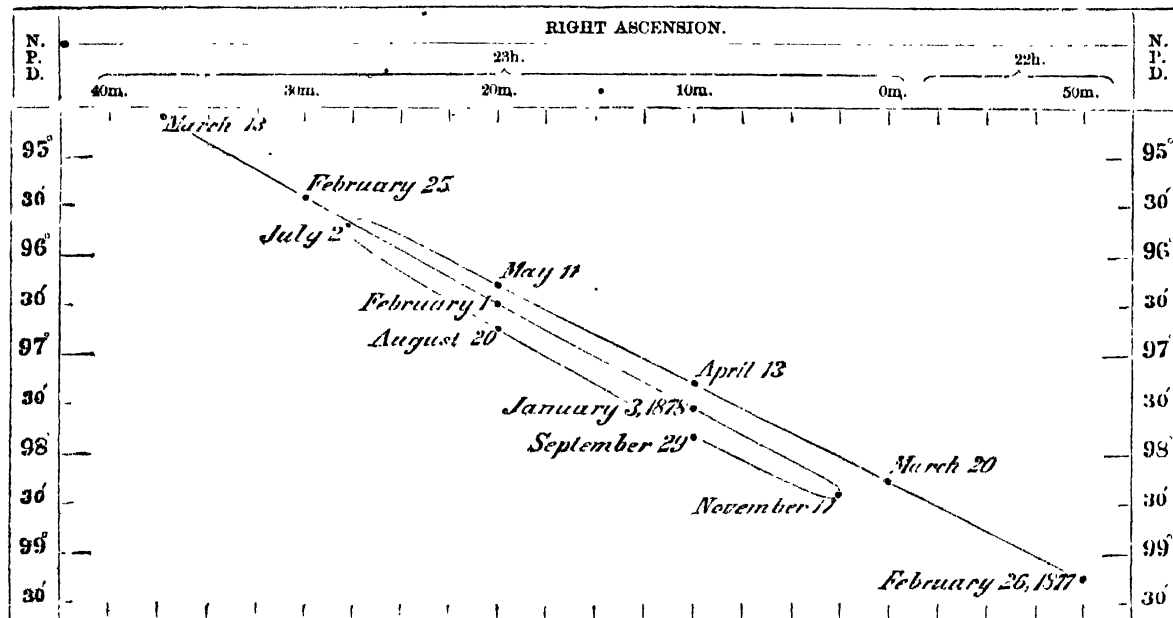 RIGHT ASCENSION.
N. P. D.
N. P. D.
23h.
22h.
40m.
30m.
20m.
10m.
0m.
50m.
March 13
95°
95°
February 25
30′
30′
July 2
96°
96°
May 11
February 1
30′
30′
August 20
97°
97°
April 13
January 3, 1878
30′
30′
September 29
98°
98°
March 20
November 17
30′
30′
99°
99°
February 26, 1877
30′
30′